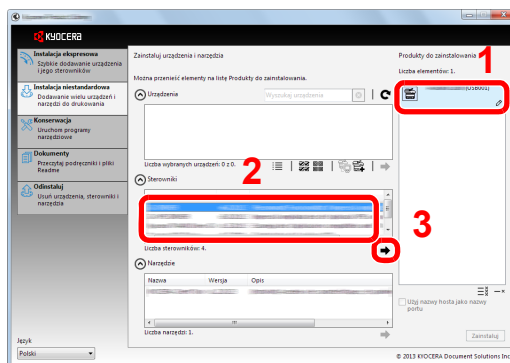 KYOCERA
Instalacja ekspresowa
Szybkie dodawanie urządzenia
i jego sterowników
Instalacja niestandardowa
Dodawanie wielu urządzeń i
narzędzi do drukowania
Konserwacja
Uruchom programy
narzędziowe
Dokumenty
Przeczytaj podręczniki i pliki
Readme
Odinstaluj
Usuń urządzenia, sterowniki i
narzędzia
Język
Polski
Zainstaluj urządzenia i narzędzia
Można przenieść elementy na listę Produkty do zainstalowania.
Urządzenia
Wyszukaj urządzenia
Liczba wybranych urządzeń: 0 z 0.
2
Sterowniki
Liczba sterowników: 4.
3
Narzędzie
Nazwa Wersja Opis
Liczba narzędzi: 1.
Produkty do zainstalowania
1
Liczba elementów: 1.
(USB001)
Użyj nazwy hosta jako nazwy
portu
Zainstaluj
© 2013 KYOCERA Document Solutions Inc.